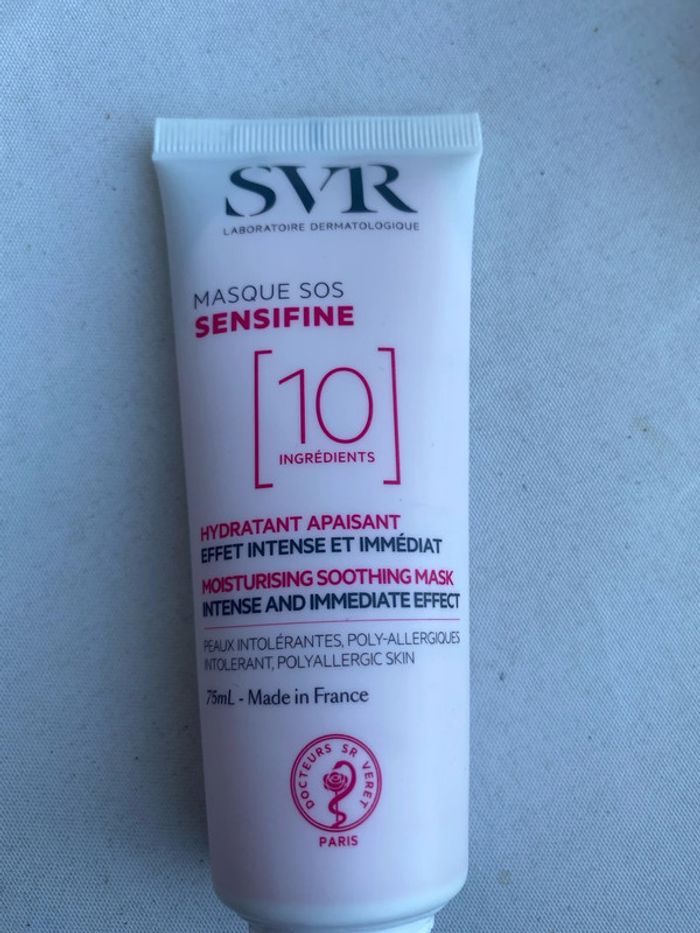 SVR
LABORATOIRE DERMATOLOGIQUE
MASQUE SOS
SENSIFINE
[10
INGRÉDIENTS]
HYDRATANT APAISANT
EFFET INTENSE ET IMMÉDIAT
MOISTURISING SOOTHING MASK
INTENSE AND IMMEDIATE EFFECT
PEAUX INTOLÉRANTES, POLY-ALLERGIQUES
INTOLERANT, POLYALLERGIC SKIN
75mL - Made in France
DOCTEURS SR VERET
PARIS